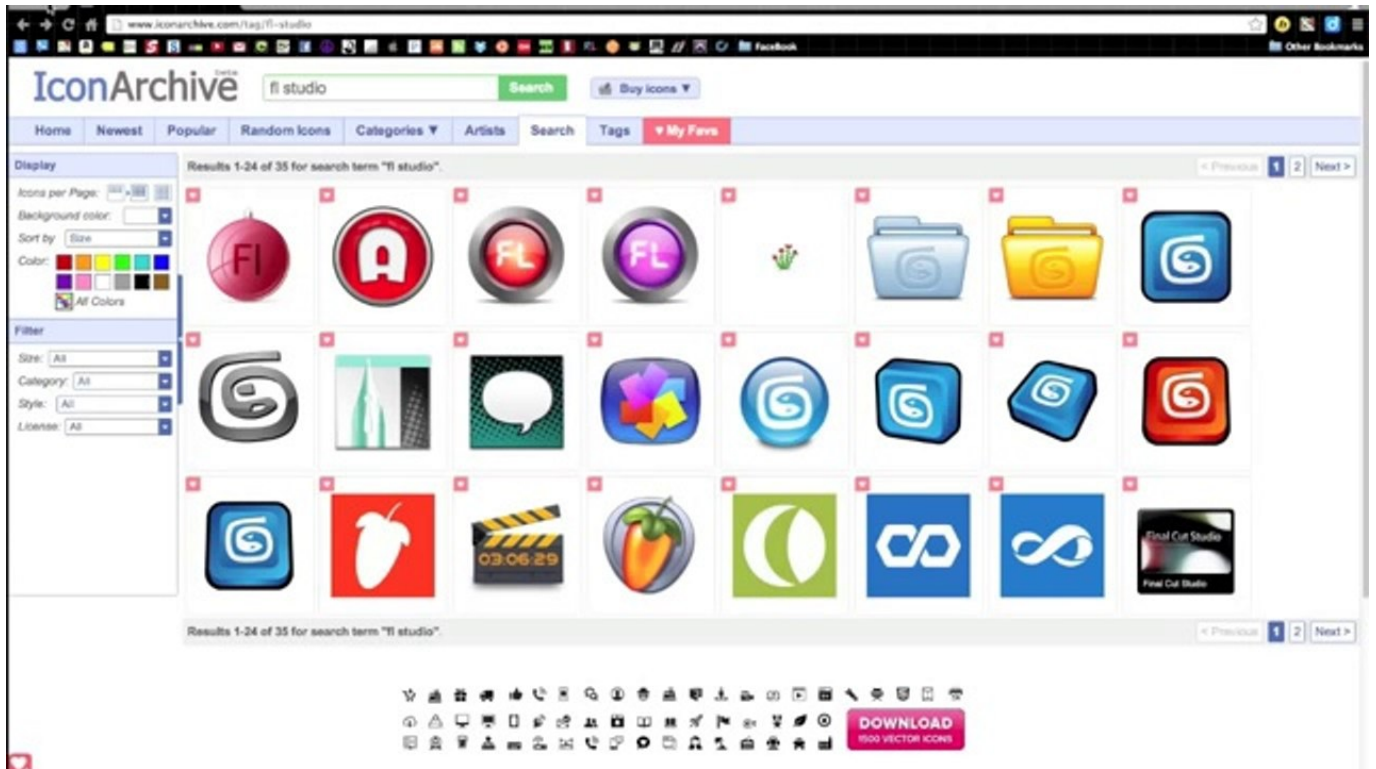 www.iconarchive.com/tag/fl-studio
FaceBook
Other Bookmarks
IconArchive
beta
fl studio
Search
Buy icons ▼
Home
Newest
Popular
Random Icons
Categories ▼
Artists
Search
Tags
♥ My Favs
Display
Results 1-24 of 35 for search term "fl studio".
< Previous
1
2
Next >
Icons per Page:
Background color:
Sort by
Size
Color:
All Colors
Filter
Size:
All
Category:
All
Style:
All
License:
All
Fl
A
FL
FL
03:06:29
Final Cut Studio
Final Cut Studio
Results 1-24 of 35 for search term "fl studio".
< Previous
1
2
Next >
DOWNLOAD
1500 VECTOR ICONS